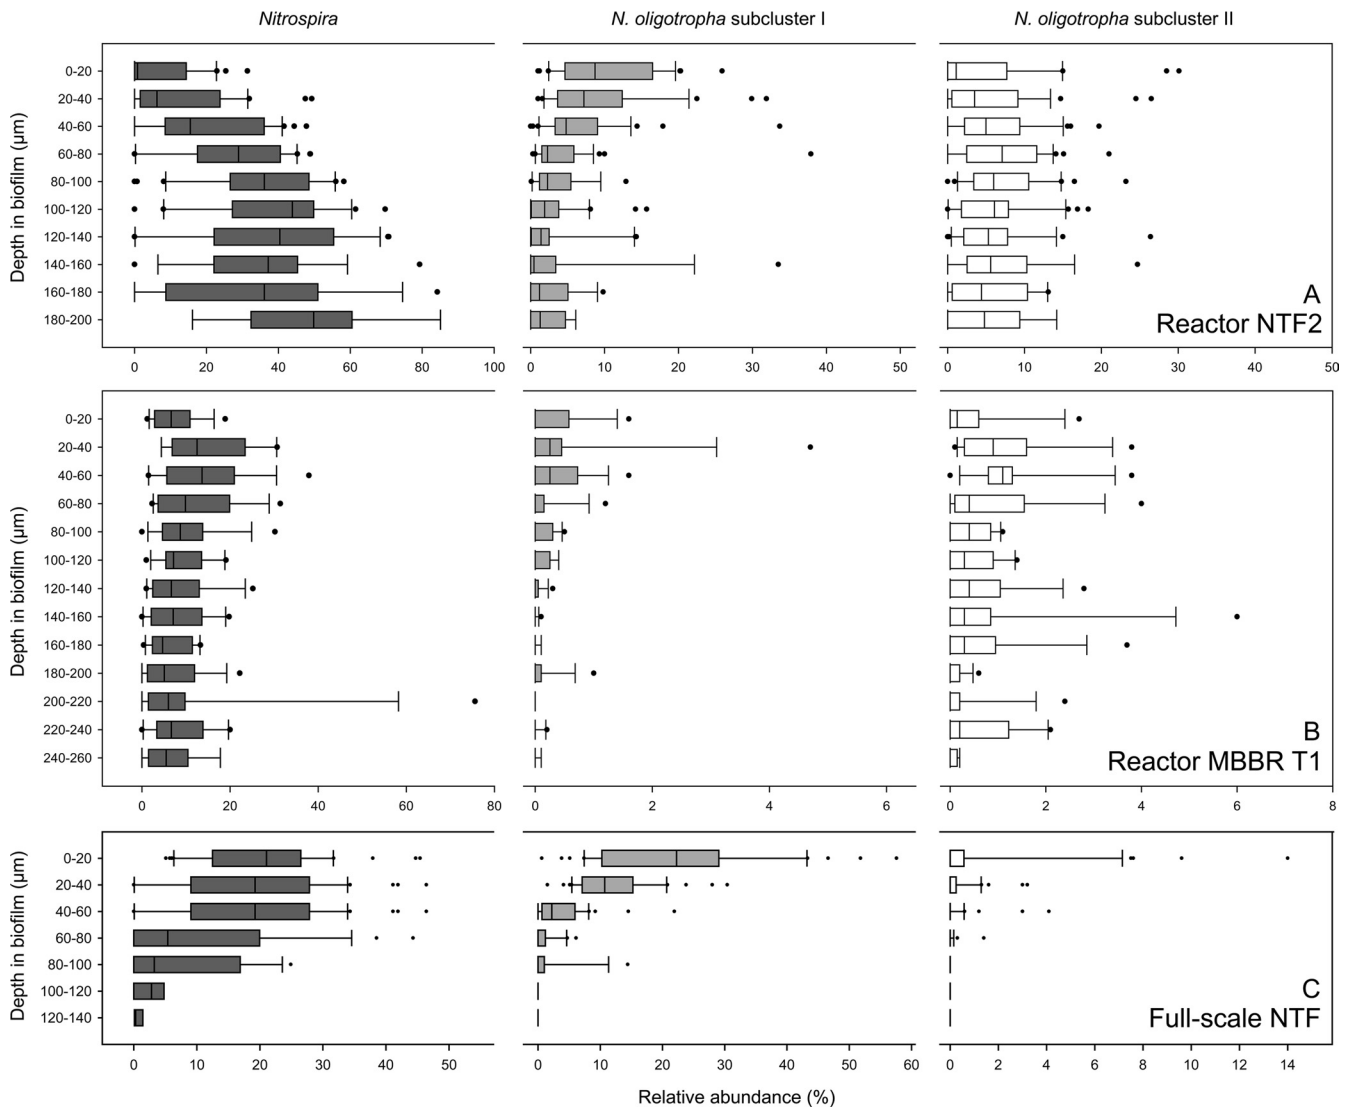 Nitrospira
N. oligotropha subcluster I
N. oligotropha subcluster II
Depth in biofilm (µm)
0-20
20-40
40-60
60-80
80-100
100-120
120-140
140-160
160-180
180-200
A
Reactor NTF2
0 20 40 60 80 100
0 10 20 30 40 50
0 10 20 30 40 50
Depth in biofilm (µm)
0-20
20-40
40-60
60-80
80-100
100-120
120-140
140-160
160-180
180-200
200-220
220-240
240-260
B
Reactor MBBR T1
0 20 40 60 80
0 2 4 6
0 2 4 6 8
Depth in biofilm (µm)
0-20
20-40
40-60
60-80
80-100
100-120
120-140
C
Full-scale NTF
0 10 20 30 40 50
0 10 20 30 40 50 60
0 2 4 6 8 10 12 14
Relative abundance (%)